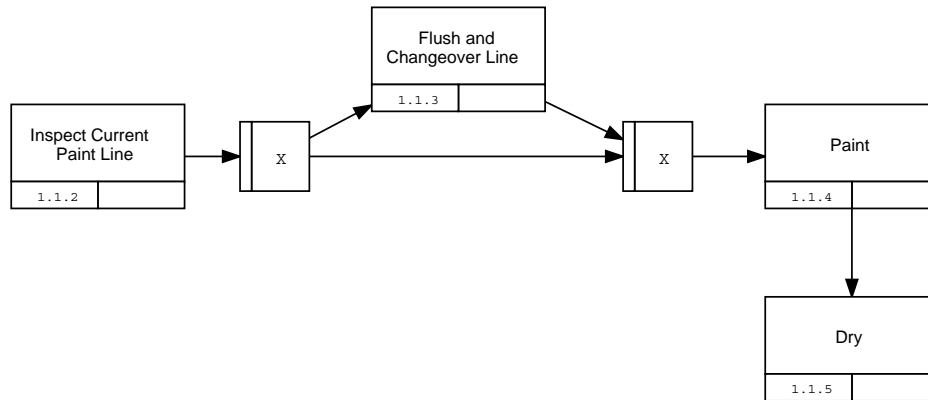 Flush and
Changeover Line
1.1.3
Inspect Current
Paint Line
1.1.2
X
X
Paint
1.1.4
Dry
1.1.5